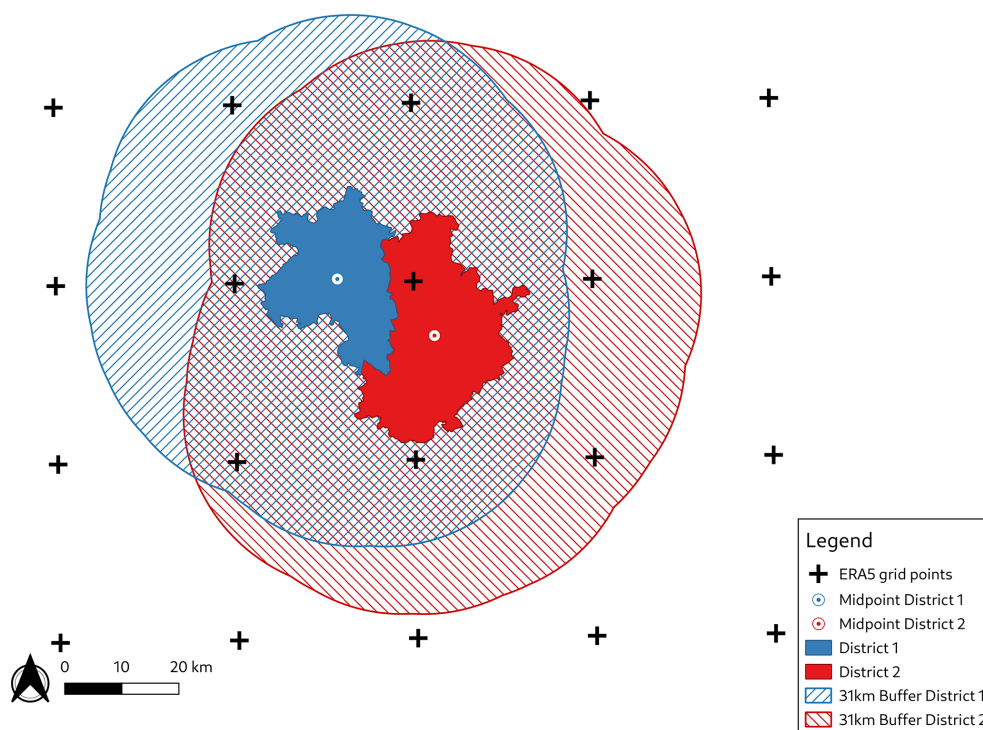 Legend
ERA5 grid points
Midpoint District 1
Midpoint District 2
District 1
District 2
31km Buffer District 1
31km Buffer District 2
0 10 20 km